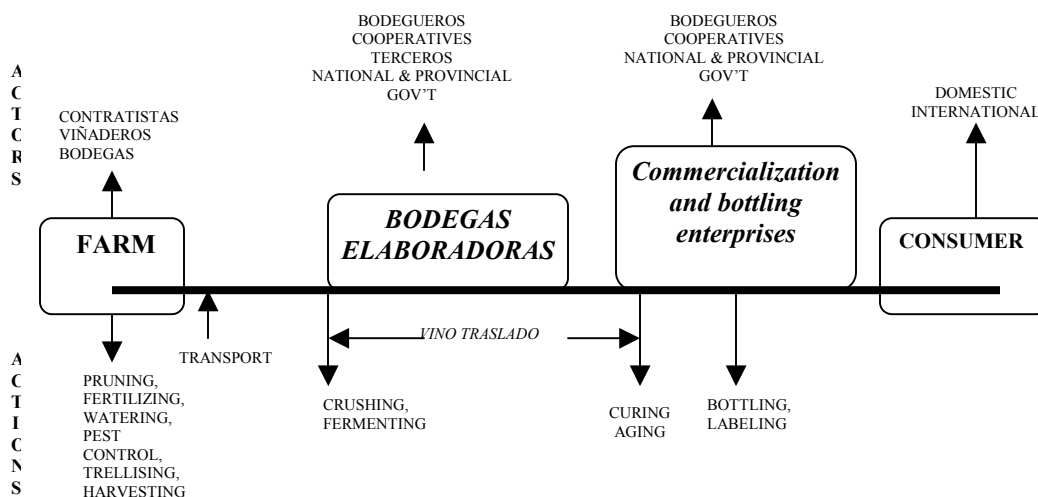 BODEGUEROS
COOPERATIVES
TERCEROS
NATIONAL & PROVINCIAL
GOV'T
BODEGUEROS
COOPERATIVES
NATIONAL & PROVINCIAL
GOV'T
ACTORS
CONTRATISTAS
VIÑADEROS
BODEGAS
DOMESTIC
INTERNATIONAL
FARM
BODEGAS
ELABORADORAS
Commercialization
and bottling
enterprises
CONSUMER
TRANSPORT
VINO TRASLADO
ACTIONS
PRUNING,
FERTILIZING,
WATERING,
PEST
CONTROL,
TRELLISING,
HARVESTING
CRUSHING,
FERMENTING
CURING
AGING
BOTTLING,
LABELING